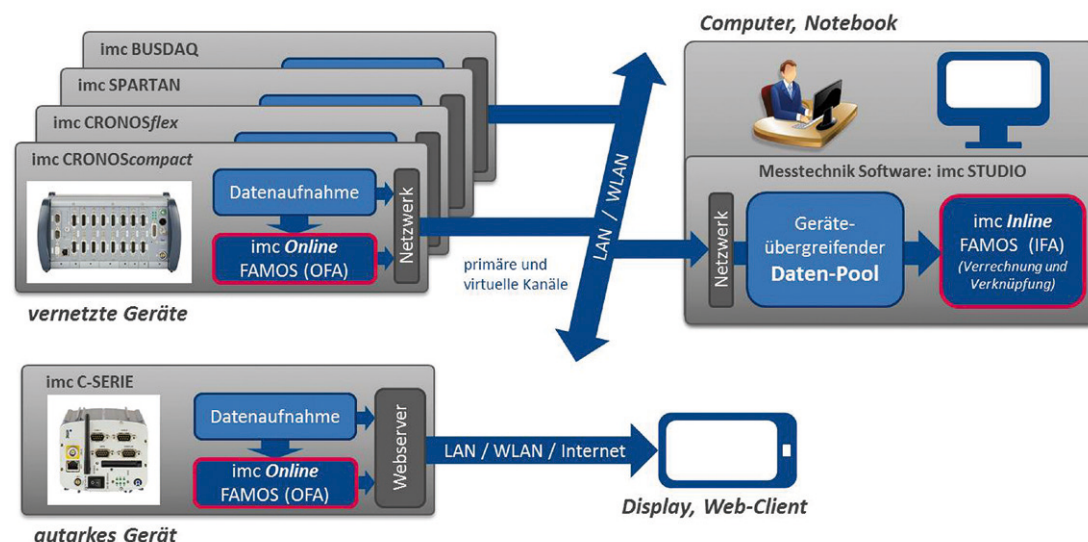 imc BUSDAQ
imc SPARTAN
imc CRONOSflex
imc CRONOScompact
Datenaufnahme
imc Online
FAMOS (OFA)
Netzwerk
vernetzte Geräte
primäre und
virtuelle Kanäle
LAN / WLAN
Computer, Notebook
Messtechnik Software: imc STUDIO
Netzwerk
Geräte-
übergreifender
Daten-Pool
imc Inline
FAMOS (IFA)
(Verrechnung und
Verknüpfung)
imc C-SERIE
Datenaufnahme
imc Online
FAMOS (OFA)
Webserver
autarkes Gerät
LAN / WLAN / Internet
Display, Web-Client